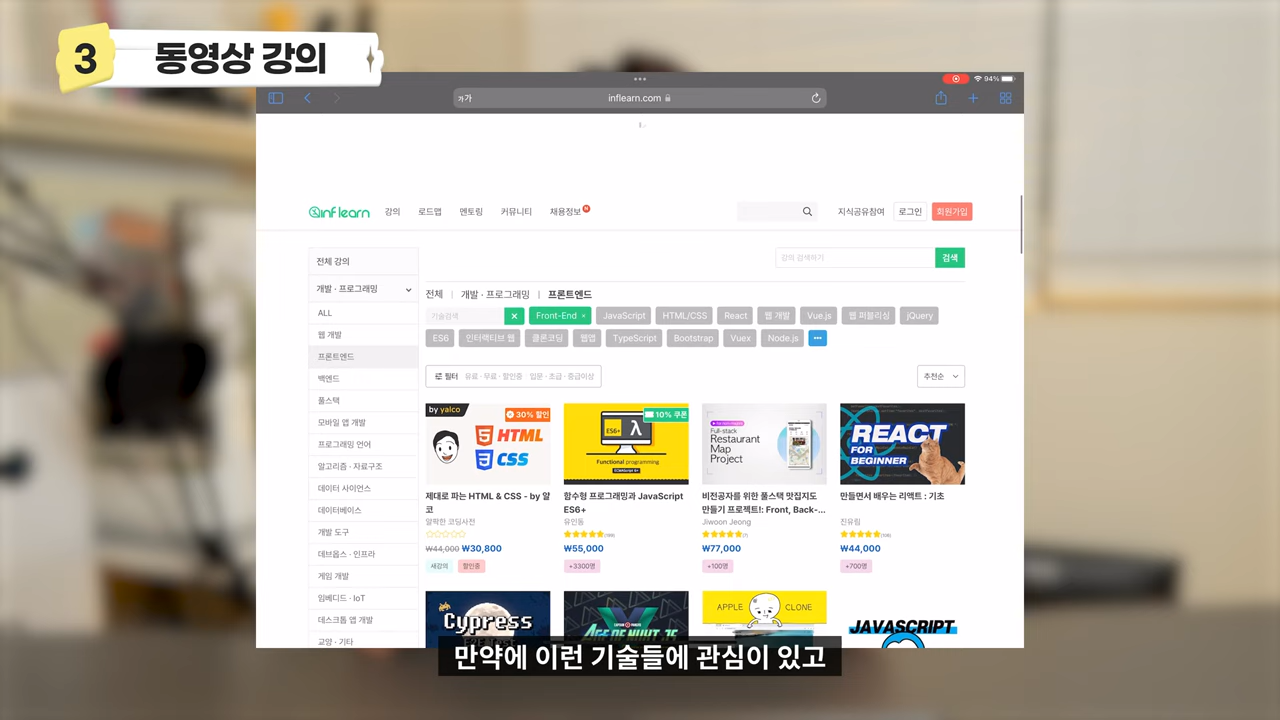 3 동영상 강의
94%
가가 inflearn.com
inflearn 강의 로드맵 멘토링 커뮤니티 채용정보 N 지식공유참여 로그인 회원가입
전체 강의
강의 검색하기 검색
개발 · 프로그래밍
전체 | 개발 · 프로그래밍 | 프론트엔드
ALL
기술검색 × Front-End × JavaScript HTML/CSS React 웹 개발 Vue.js 웹 퍼블리싱 jQuery
웹 개발
ES6 인터랙티브 웹 클론코딩 웹앱 TypeScript Bootstrap Vuex Node.js •••
프론트엔드
백엔드
필터 유료 · 무료 · 할인중 입문 · 초급 · 중급이상 추천순
풀스택
모바일 앱 개발
프로그래밍 언어
알고리즘 · 자료구조
데이터 사이언스
데이터베이스
개발 도구
데브옵스 · 인프라
게임 개발
임베디드 · IoT
데스크톱 앱 개발
교양 · 기타
by yalco 30% 할인
HTML
CSS
제대로 파는 HTML & CSS - by 얄
코
얄팍한 코딩사전
₩44,000 ₩30,800
새강의 할인중
10% 쿠폰
ES6+ λ
Functional programming
함수형 프로그래밍과 JavaScript
ES6+
유인동
₩55,000
+3300명
Full-stack
Restaurant
Map
Project
비전공자를 위한 풀스택 맛집지도
만들기 프로젝트!: Front, Back-...
Jiwoon Jeong
(7)
₩77,000
+100명
REACT
FOR
BEGINNER
만들면서 배우는 리액트 : 기초
진유림
₩44,000
+700명
Cypress
AGE OF NUXT.JS
APPLE CLONE
JAVASCRIPT
만약에 이런 기술들에 관심이 있고